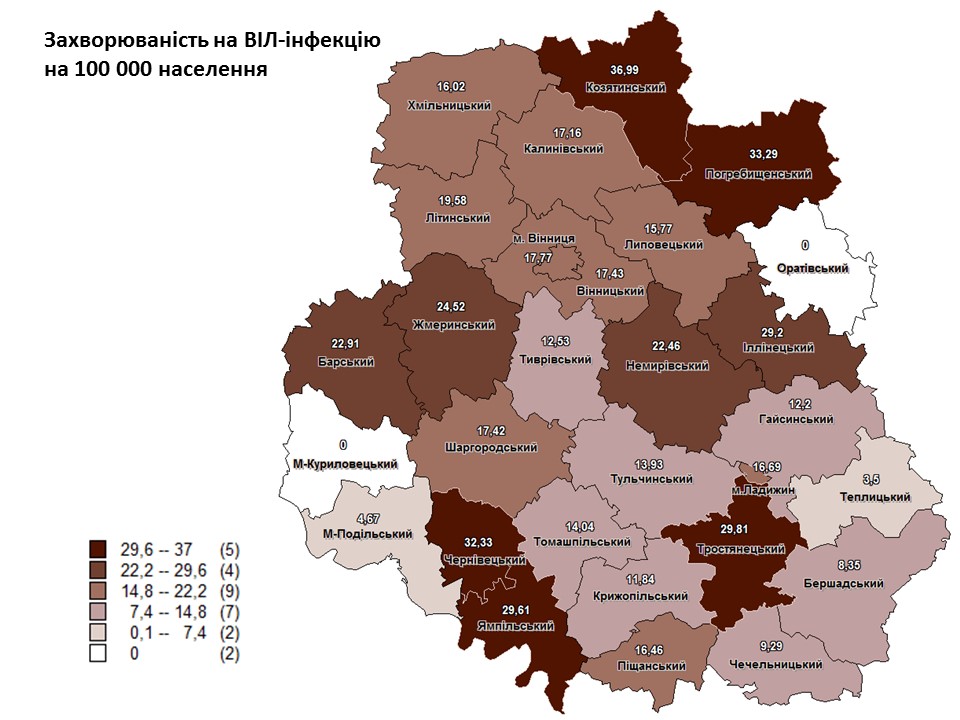 Захворюваність на ВІЛ-інфекцію
на 100 000 населення
36,99
Козятинський
16,02
Хмільницький
17,16
Калинівський
33,29
Погребищенський
19,58
Літинський
15,77
Липовецький
м. Вінниця
17,77
0
Оратівський
17,43
Вінницький
24,52
Жмеринський
22,91
Барський
12,53
Тиврівський
22,46
Немирівський
29,2
Іллінецький
12,2
Гайсинський
17,42
Шаргородський
0
М-Куриловецький
13,93
Тульчинський
16,69
м.Ладижин
3,5
Теплицький
4,67
М-Подільський
32,33
Чернівецький
14,04
Томашпільський
29,81
Тростянецький
8,35
Бершадський
11,84
Крижопільський
29,61
Ямпільський
16,46
Піщанський
9,29
Чечельницький
29,6 -- 37 (5)
22,2 -- 29,6 (4)
14,8 -- 22,2 (9)
7,4 -- 14,8 (7)
0,1 -- 7,4 (2)
0 (2)